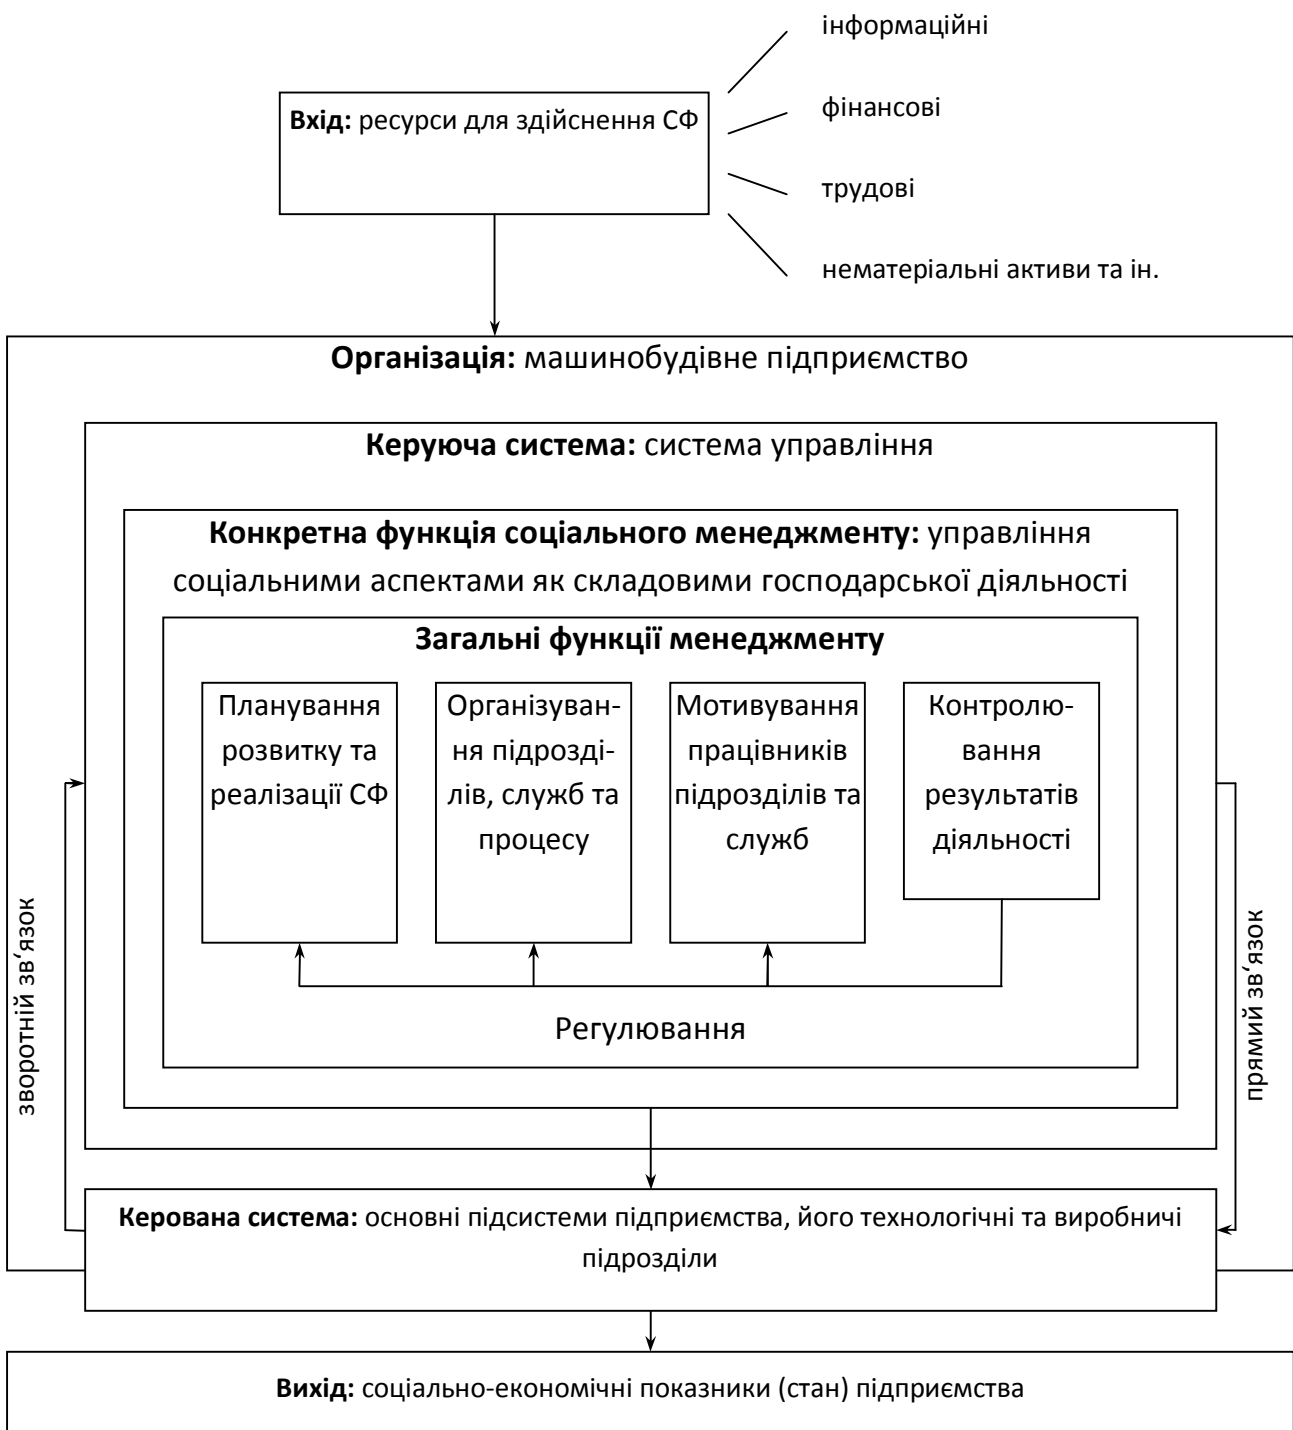 інформаційні
Вхід: ресурси для здійснення СФ
фінансові
трудові
нематеріальні активи та ін.
Організація: машинобудівне підприємство
Керуюча система: система управління
Конкретна функція соціального менеджменту: управління
соціальними аспектами як складовими господарської діяльності
Загальні функції менеджменту
Планування
розвитку та
реалізації СФ
Організуван-
ня підрозді-
лів, служб та
процесу
Мотивування
працівників
підрозділів та
служб
Контролю-
вання
результатів
діяльності
Регулювання
зворотній зв‘язок
прямий зв‘язок
Керована система: основні підсистеми підприємства, його технологічні та виробничі
підрозділи
Вихід: соціально-економічні показники (стан) підприємства